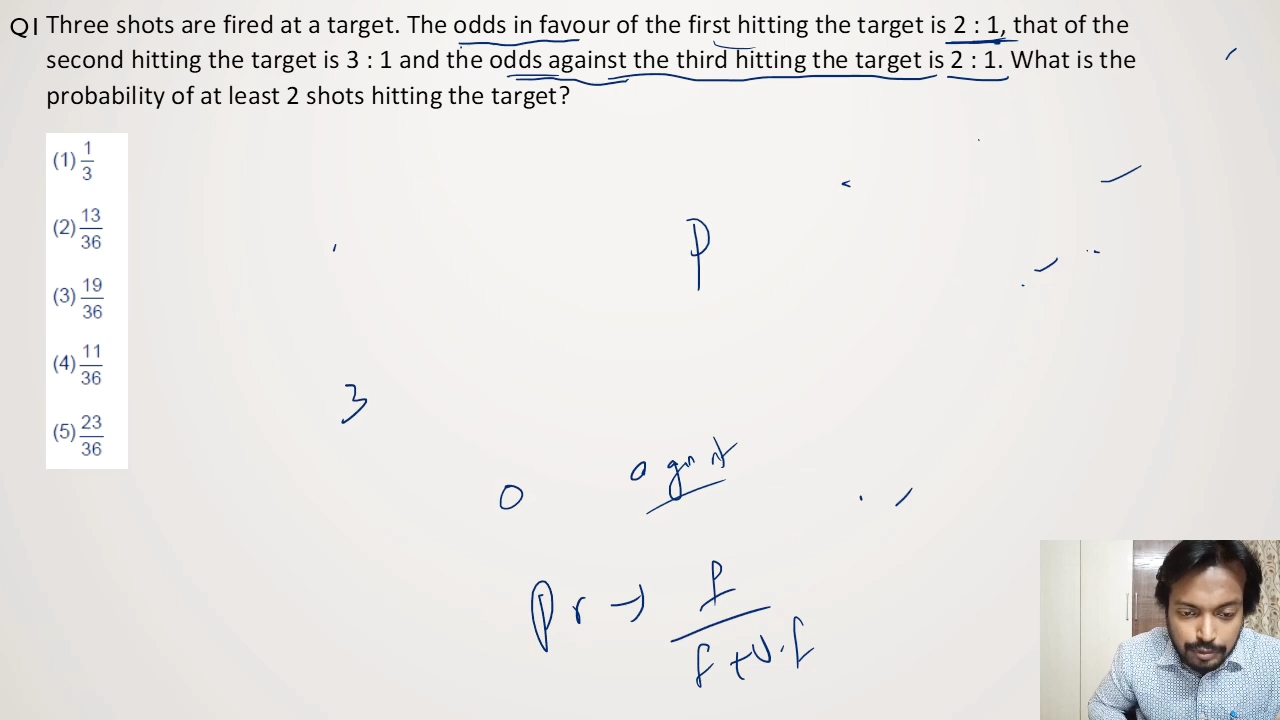 Q1 Three shots are fired at a target. The odds in favour of the first hitting the target is 2 : 1, that of the
second hitting the target is 3 : 1 and the odds against the third hitting the target is 2 : 1. What is the
probability of at least 2 shots hitting the target?
(1) 1/3
(2) 13/36
(3) 19/36
(4) 11/36
(5) 23/36
P
3
O
Pr → f / f + U.f